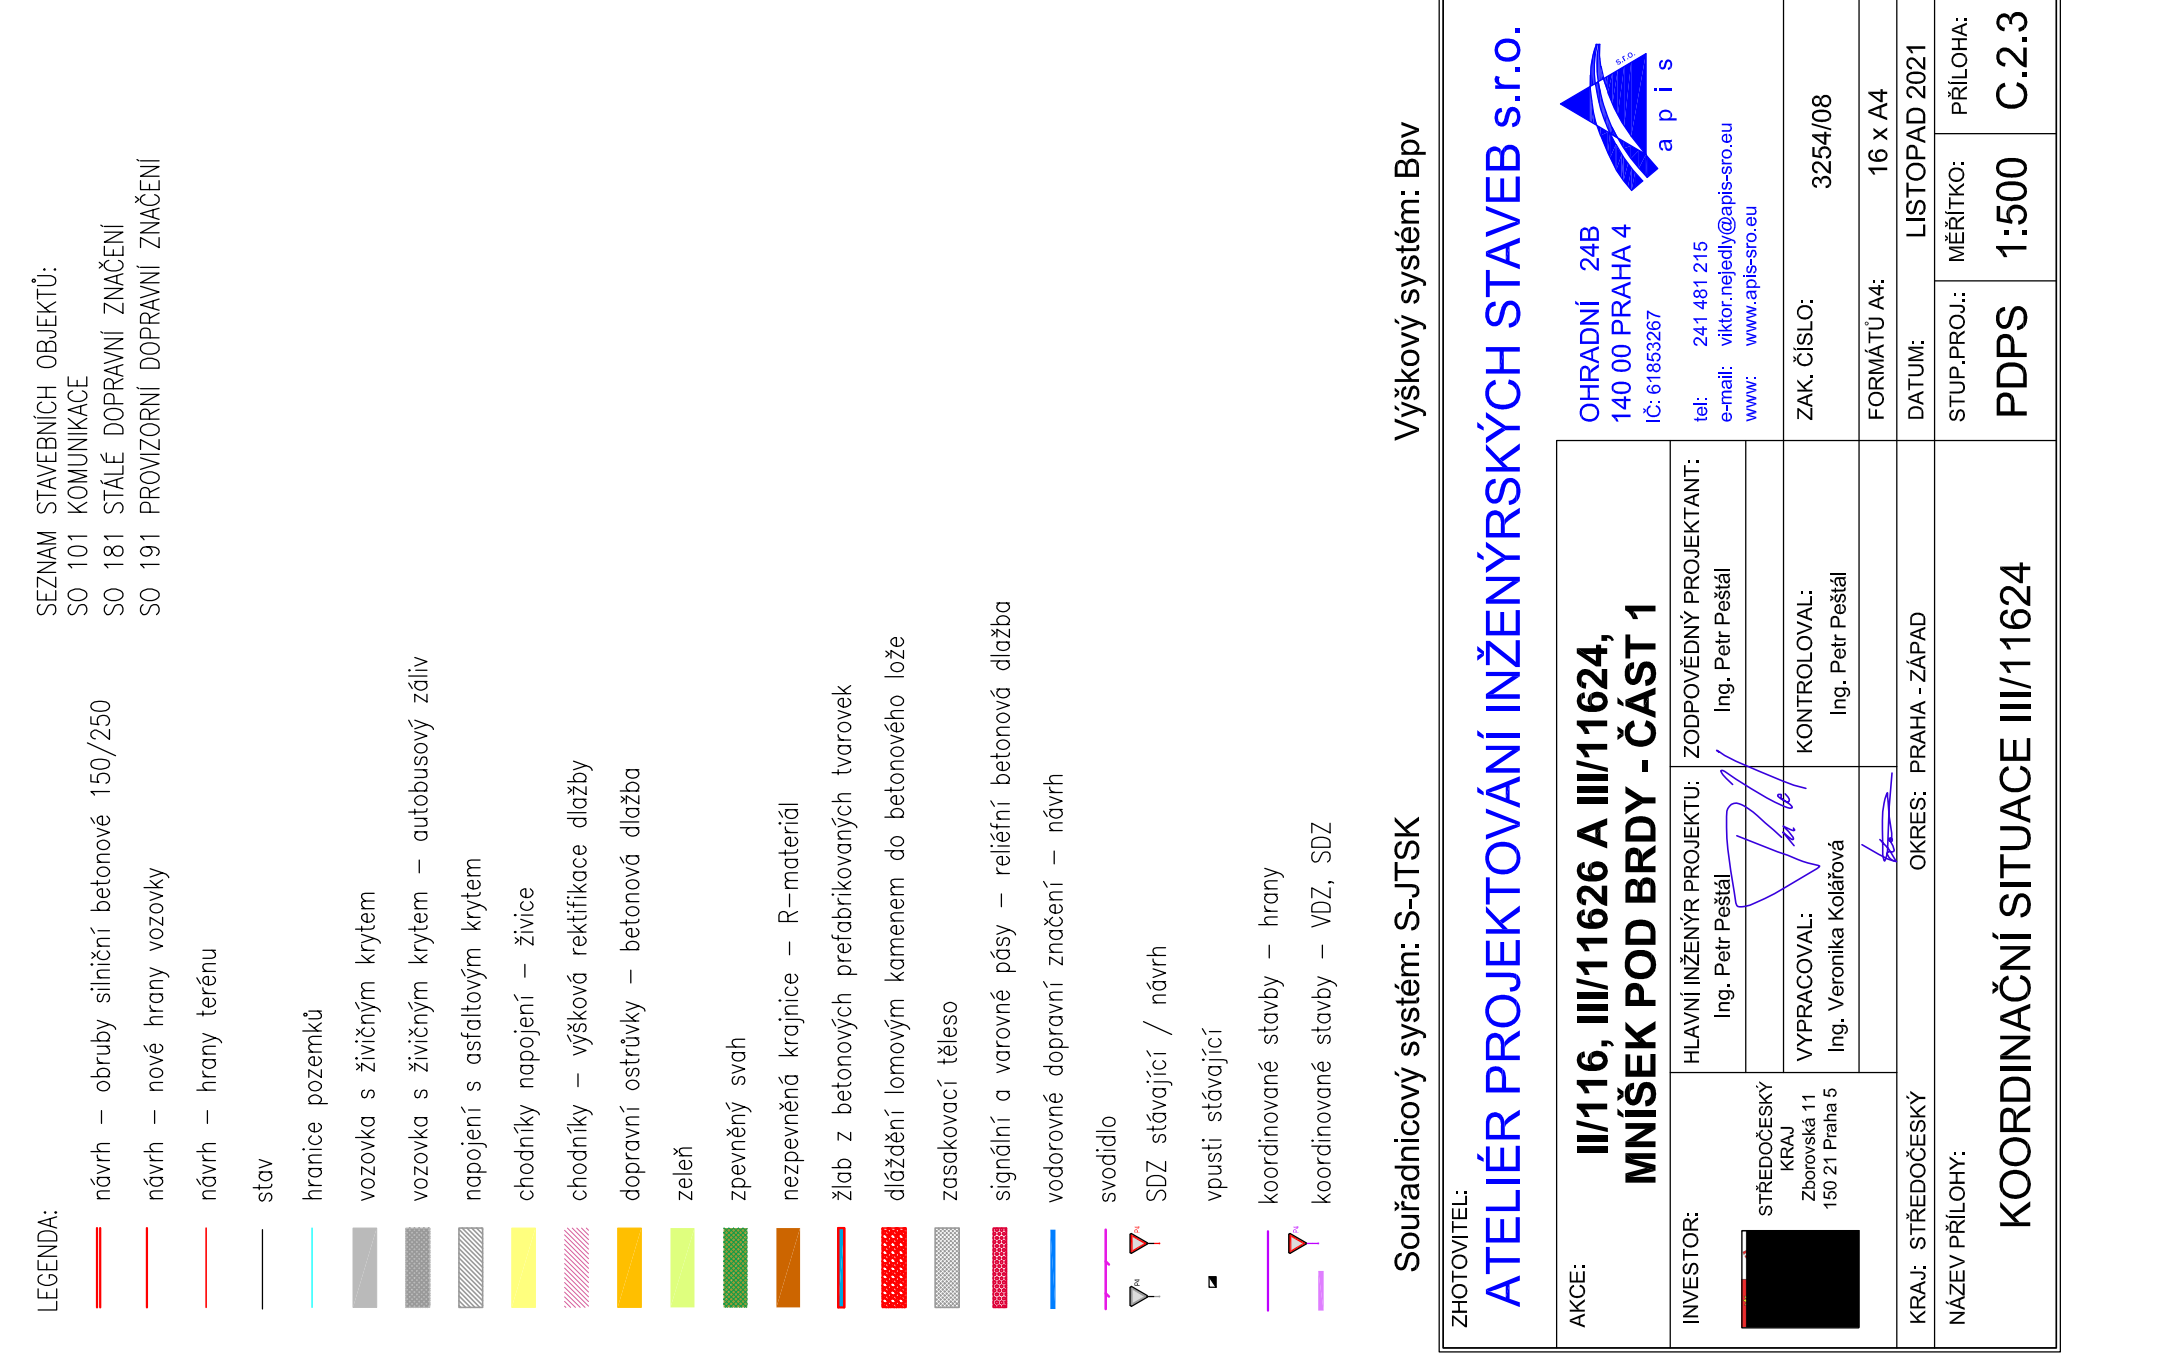 SEZNAM STAVEBNÍCH OBJEKTŮ:
SO 101 KOMUNIKACE
SO 181 STÁLÉ DOPRAVNÍ ZNAČENÍ
SO 191 PROVIZORNÍ DOPRAVNÍ ZNAČENÍ
LEGENDA:
návrh – obruby silniční betonové 150/250
návrh – nové hrany vozovky
návrh – hrany terénu
stav
hranice pozemků
vozovka s živičným krytem
vozovka s živičným krytem – autobusový záliv
napojení s asfaltovým krytem
chodníky napojení – živice
chodníky – výšková rektifikace dlažby
dopravní ostrůvky – betonová dlažba
zeleň
zpevněný svah
nezpevněná krajnice – R–materiál
žlab z betonových prefabrikovaných tvarovek
dláždění lomovým kamenem do betonového lože
zasakovací těleso
signální a varovné pásy – reliéfní betonová dlažba
vodorovné dopravní značení – návrh
svodidlo
P4 P4 SDZ stávající / návrh
vpusti stávající
koordinované stavby – hrany
P4 koordinované stavby – VDZ, SDZ
Souřadnicový systém: S-JTSK Výškový systém: Bpv
ZHOTOVITEL:
ATELIÉR PROJEKTOVÁNÍ INŽENÝRSKÝCH STAVEB s.r.o.
AKCE:
II/116, III/11626 A III/11624,
MNÍŠEK POD BRDY - ČÁST 1
OHRADNÍ 24B
140 00 PRAHA 4
IČ: 61853267
tel: 241 481 215
e-mail: viktor.nejedly@apis-sro.eu
www: www.apis-sro.eu
s.r.o.
apis
INVESTOR:
STŘEDOČESKÝ
KRAJ
Zborovská 11
150 21 Praha 5
HLAVNÍ INŽENÝR PROJEKTU:
Ing. Petr Peštál
ZODPOVĚDNÝ PROJEKTANT:
Ing. Petr Peštál
VYPRACOVAL:
Ing. Veronika Kolářová
KONTROLOVAL:
Ing. Petr Peštál
ZAK. ČÍSLO: 3254/08
FORMÁTŮ A4: 16 x A4
KRAJ: STŘEDOČESKÝ OKRES: PRAHA - ZÁPAD
DATUM: LISTOPAD 2021
NÁZEV PŘÍLOHY:
KOORDINAČNÍ SITUACE III/11624
STUP.PROJ.: MĚŘÍTKO: PŘÍLOHA:
PDPS 1:500 C.2.3